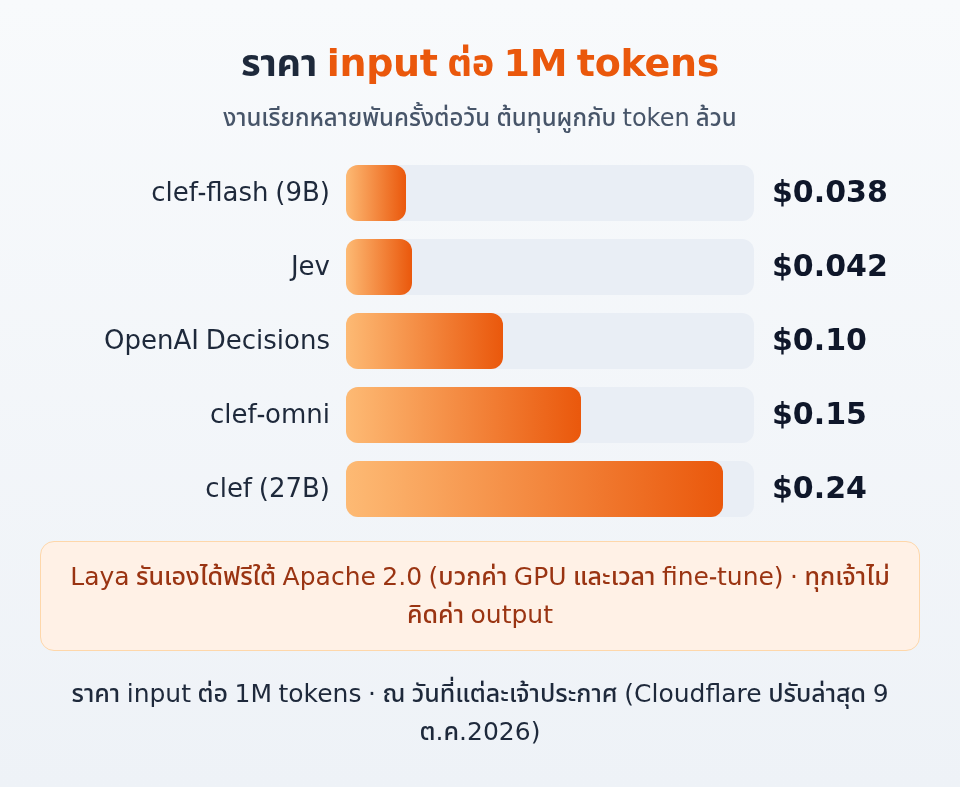 ราคา input ต่อ 1M tokens
งานเรียกหลายพันครั้งต่อวัน ต้นทุนผูกกับ token ล้วน
clef-flash (9B) $0.038
Jev $0.042
OpenAI Decisions $0.10
clef-omni $0.15
clef (27B) $0.24
Laya รันเองได้ฟรีใต้ Apache 2.0 (บวกค่า GPU และเวลา fine-tune) · ทุกเจ้าไม่
คิดค่า output
ราคา input ต่อ 1M tokens · ณ วันที่แต่ละเจ้าประกาศ (Cloudflare ปรับล่าสุด 9
ต.ค.2026)